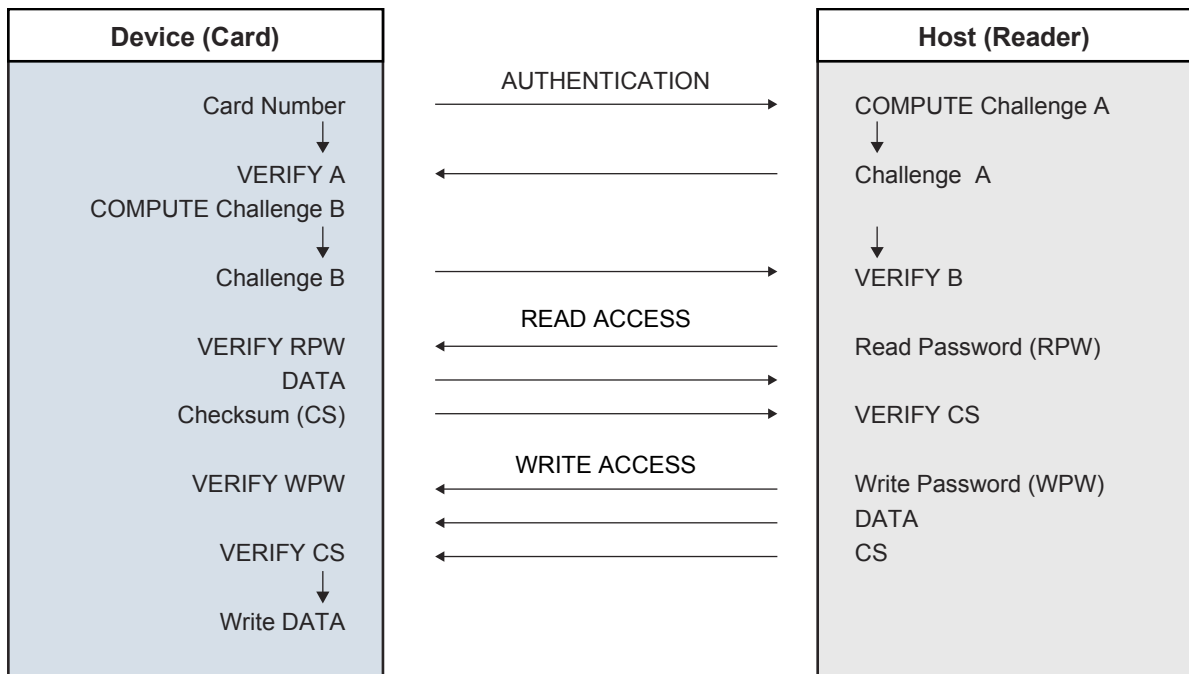 Device (Card)
Host (Reader)
AUTHENTICATION
Card Number
COMPUTE Challenge A
VERIFY A
Challenge A
COMPUTE Challenge B
Challenge B
VERIFY B
READ ACCESS
VERIFY RPW
Read Password (RPW)
DATA
Checksum (CS)
VERIFY CS
WRITE ACCESS
VERIFY WPW
Write Password (WPW)
DATA
VERIFY CS
CS
Write DATA